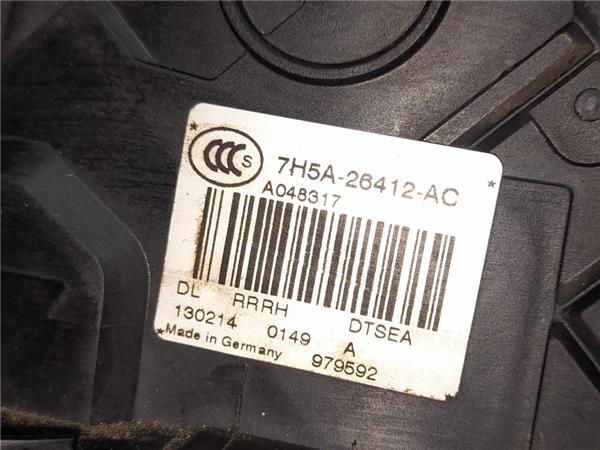 CCC S 7H5A-26412-AC
A048317
DL RRRH DTSEA
130214 0149 A
*Made in Germany 979592